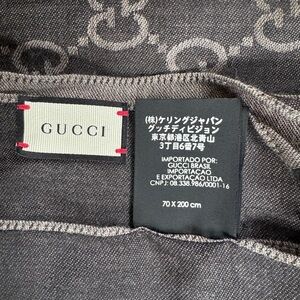 GUCCI
(株)ケリングジャパン
グッチディビジョン
東京都港区北青山
3丁目6番7号
IMPORTADO POR:
GUCCI BRASIL
IMPORTAÇÃO
E EXPORTAÇÃO LTDA
CNPJ: 08.338.986/0001-16
70 X 200 cm